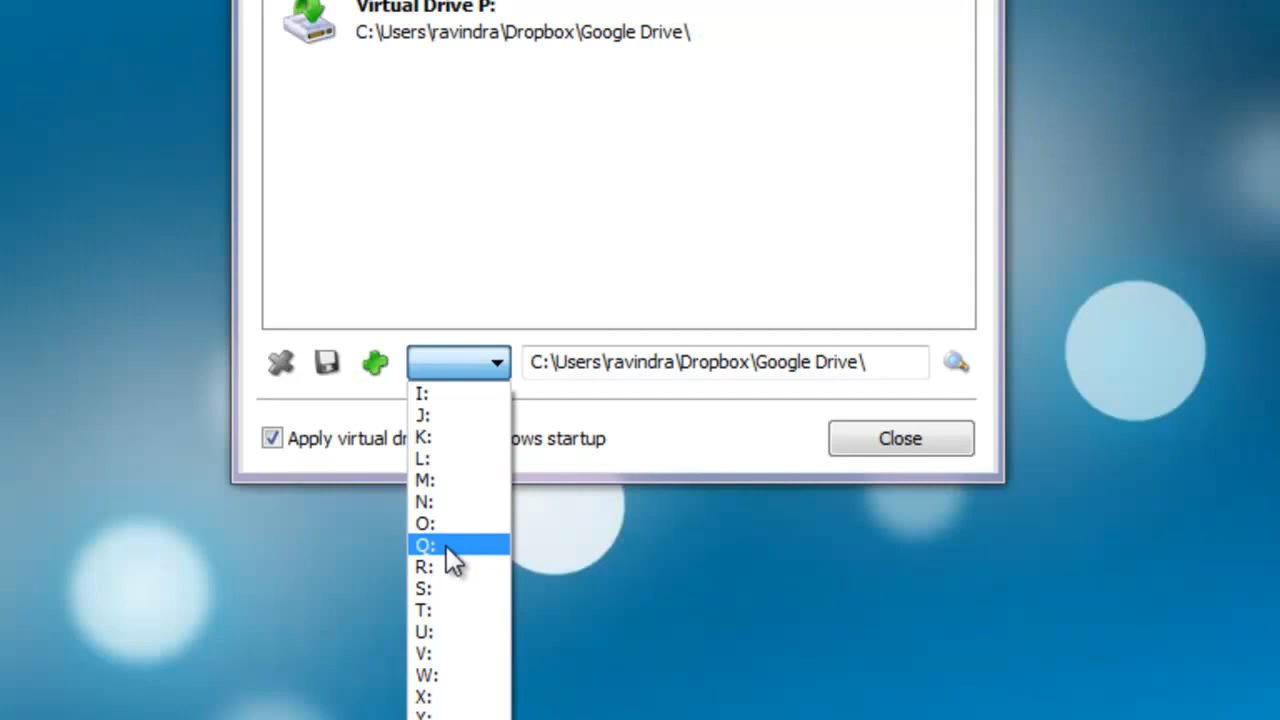 Virtual Drive P:
C:\Users\ravindra\Dropbox\Google Drive\
C:\Users\ravindra\Dropbox\Google Drive\
I:
J:
K:
L:
M:
N:
O:
Q:
R:
S:
T:
U:
V:
W:
X:
Y:
Apply virtual dr ows startup
Close